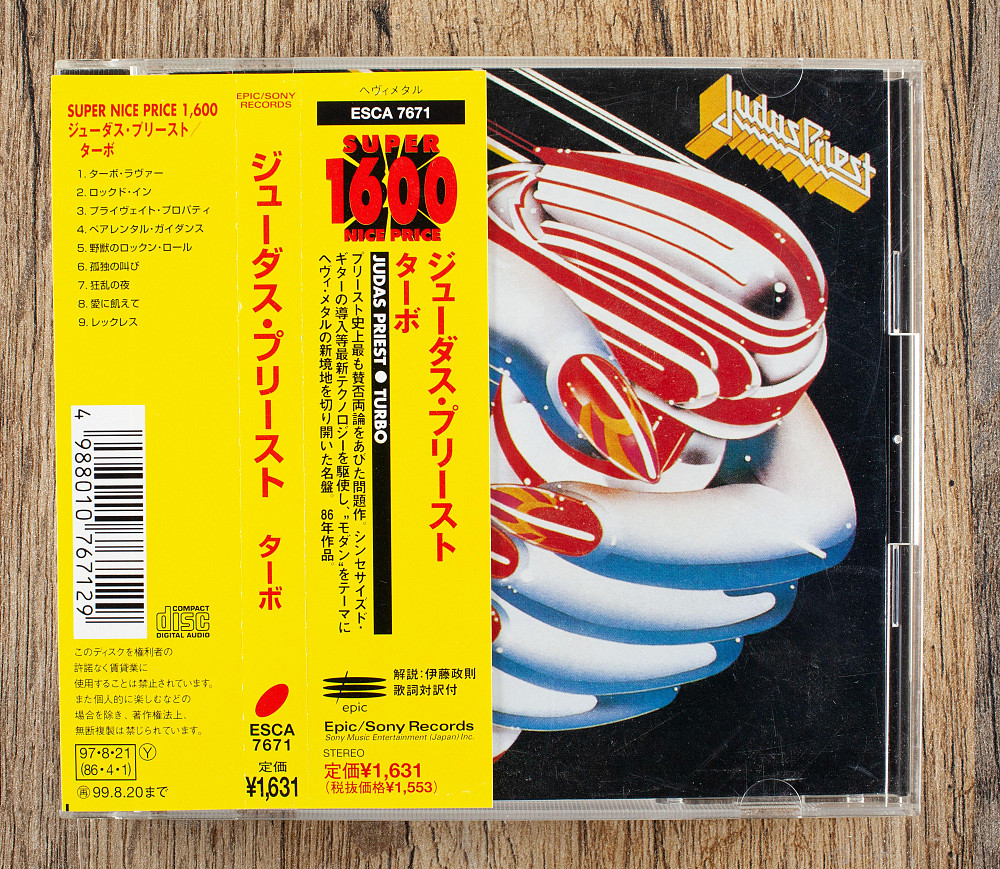 SUPER NICE PRICE 1,600
ジューダス・プリースト／
ターボ
1. ターボ・ラヴァー
2. ロックド・イン
3. プライヴェイト・プロパティ
4. ペアレンタル・ガイダンス
5. 野獣のロックン・ロール
6. 孤独の叫び
7. 狂乱の夜
8. 愛に飢えて
9. レックレス
4 988010 767129
COMPACT
disc
DIGITAL AUDIO
このディスクを権利者の
許諾なく賃貸業に
使用することは禁止されています。
また個人的に楽しむなどの
場合を除き、著作権法上、
無断複製は禁じられています。
97・8・21 Y
(86・4・1)
再 99.8.20まで
EPIC/SONY
RECORDS
ジューダス・プリースト ターボ
ESCA
7671
定価
¥1,631
ヘヴィメタル
ESCA 7671
SUPER
1600
NICE PRICE
ジューダス・プリースト
ターボ
JUDAS PRIEST ● TURBO
プリースト史上最も賛否両論をあびた問題作。シンセサイズド・
ギターの導入等最新テクノロジーを駆使し、”モダン“をテーマに
ヘヴィ・メタルの新境地を切り開いた名盤。 86年作品。
epic
解説：伊藤政則
歌詞対訳付
Epic/Sony Records
Sony Music Entertainment (Japan) Inc.
STEREO
定価¥1,631
(税抜価格¥1,553)
Judas Priest